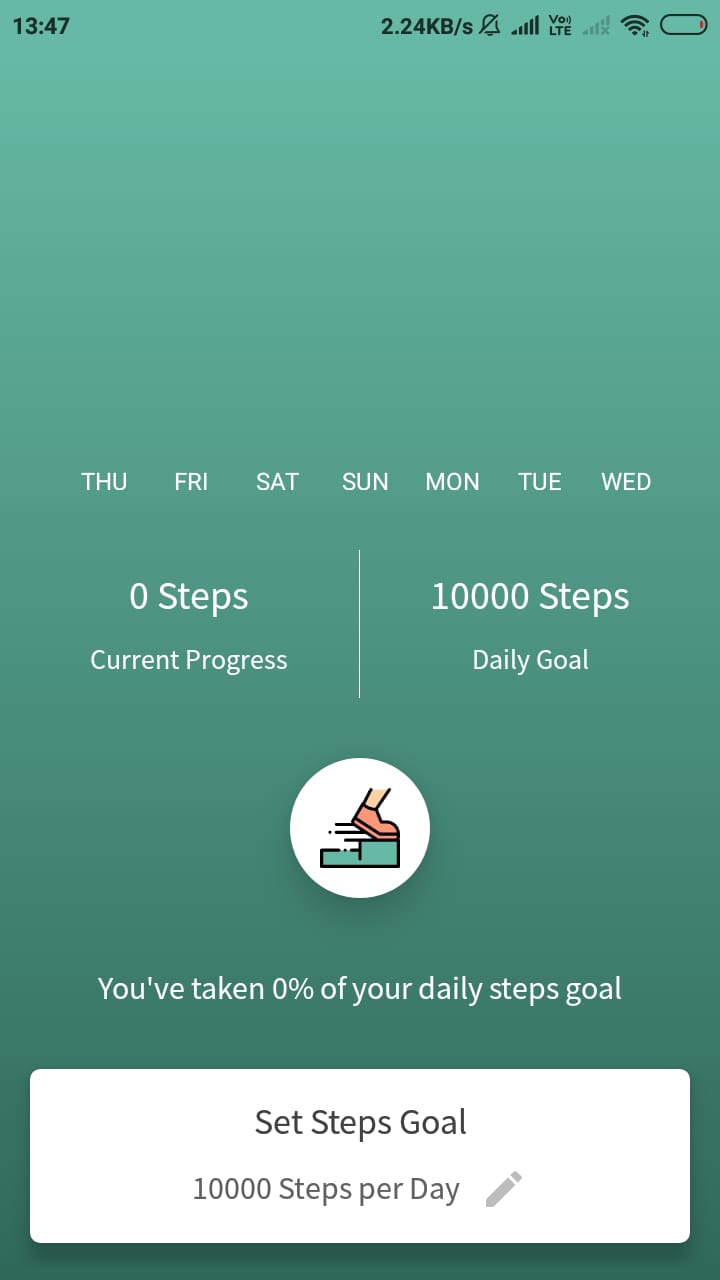 13:47 2.24KB/s Vo) LTE
THU FRI SAT SUN MON TUE WED
0 Steps 10000 Steps
Current Progress Daily Goal
You've taken 0% of your daily steps goal
Set Steps Goal
10000 Steps per Day